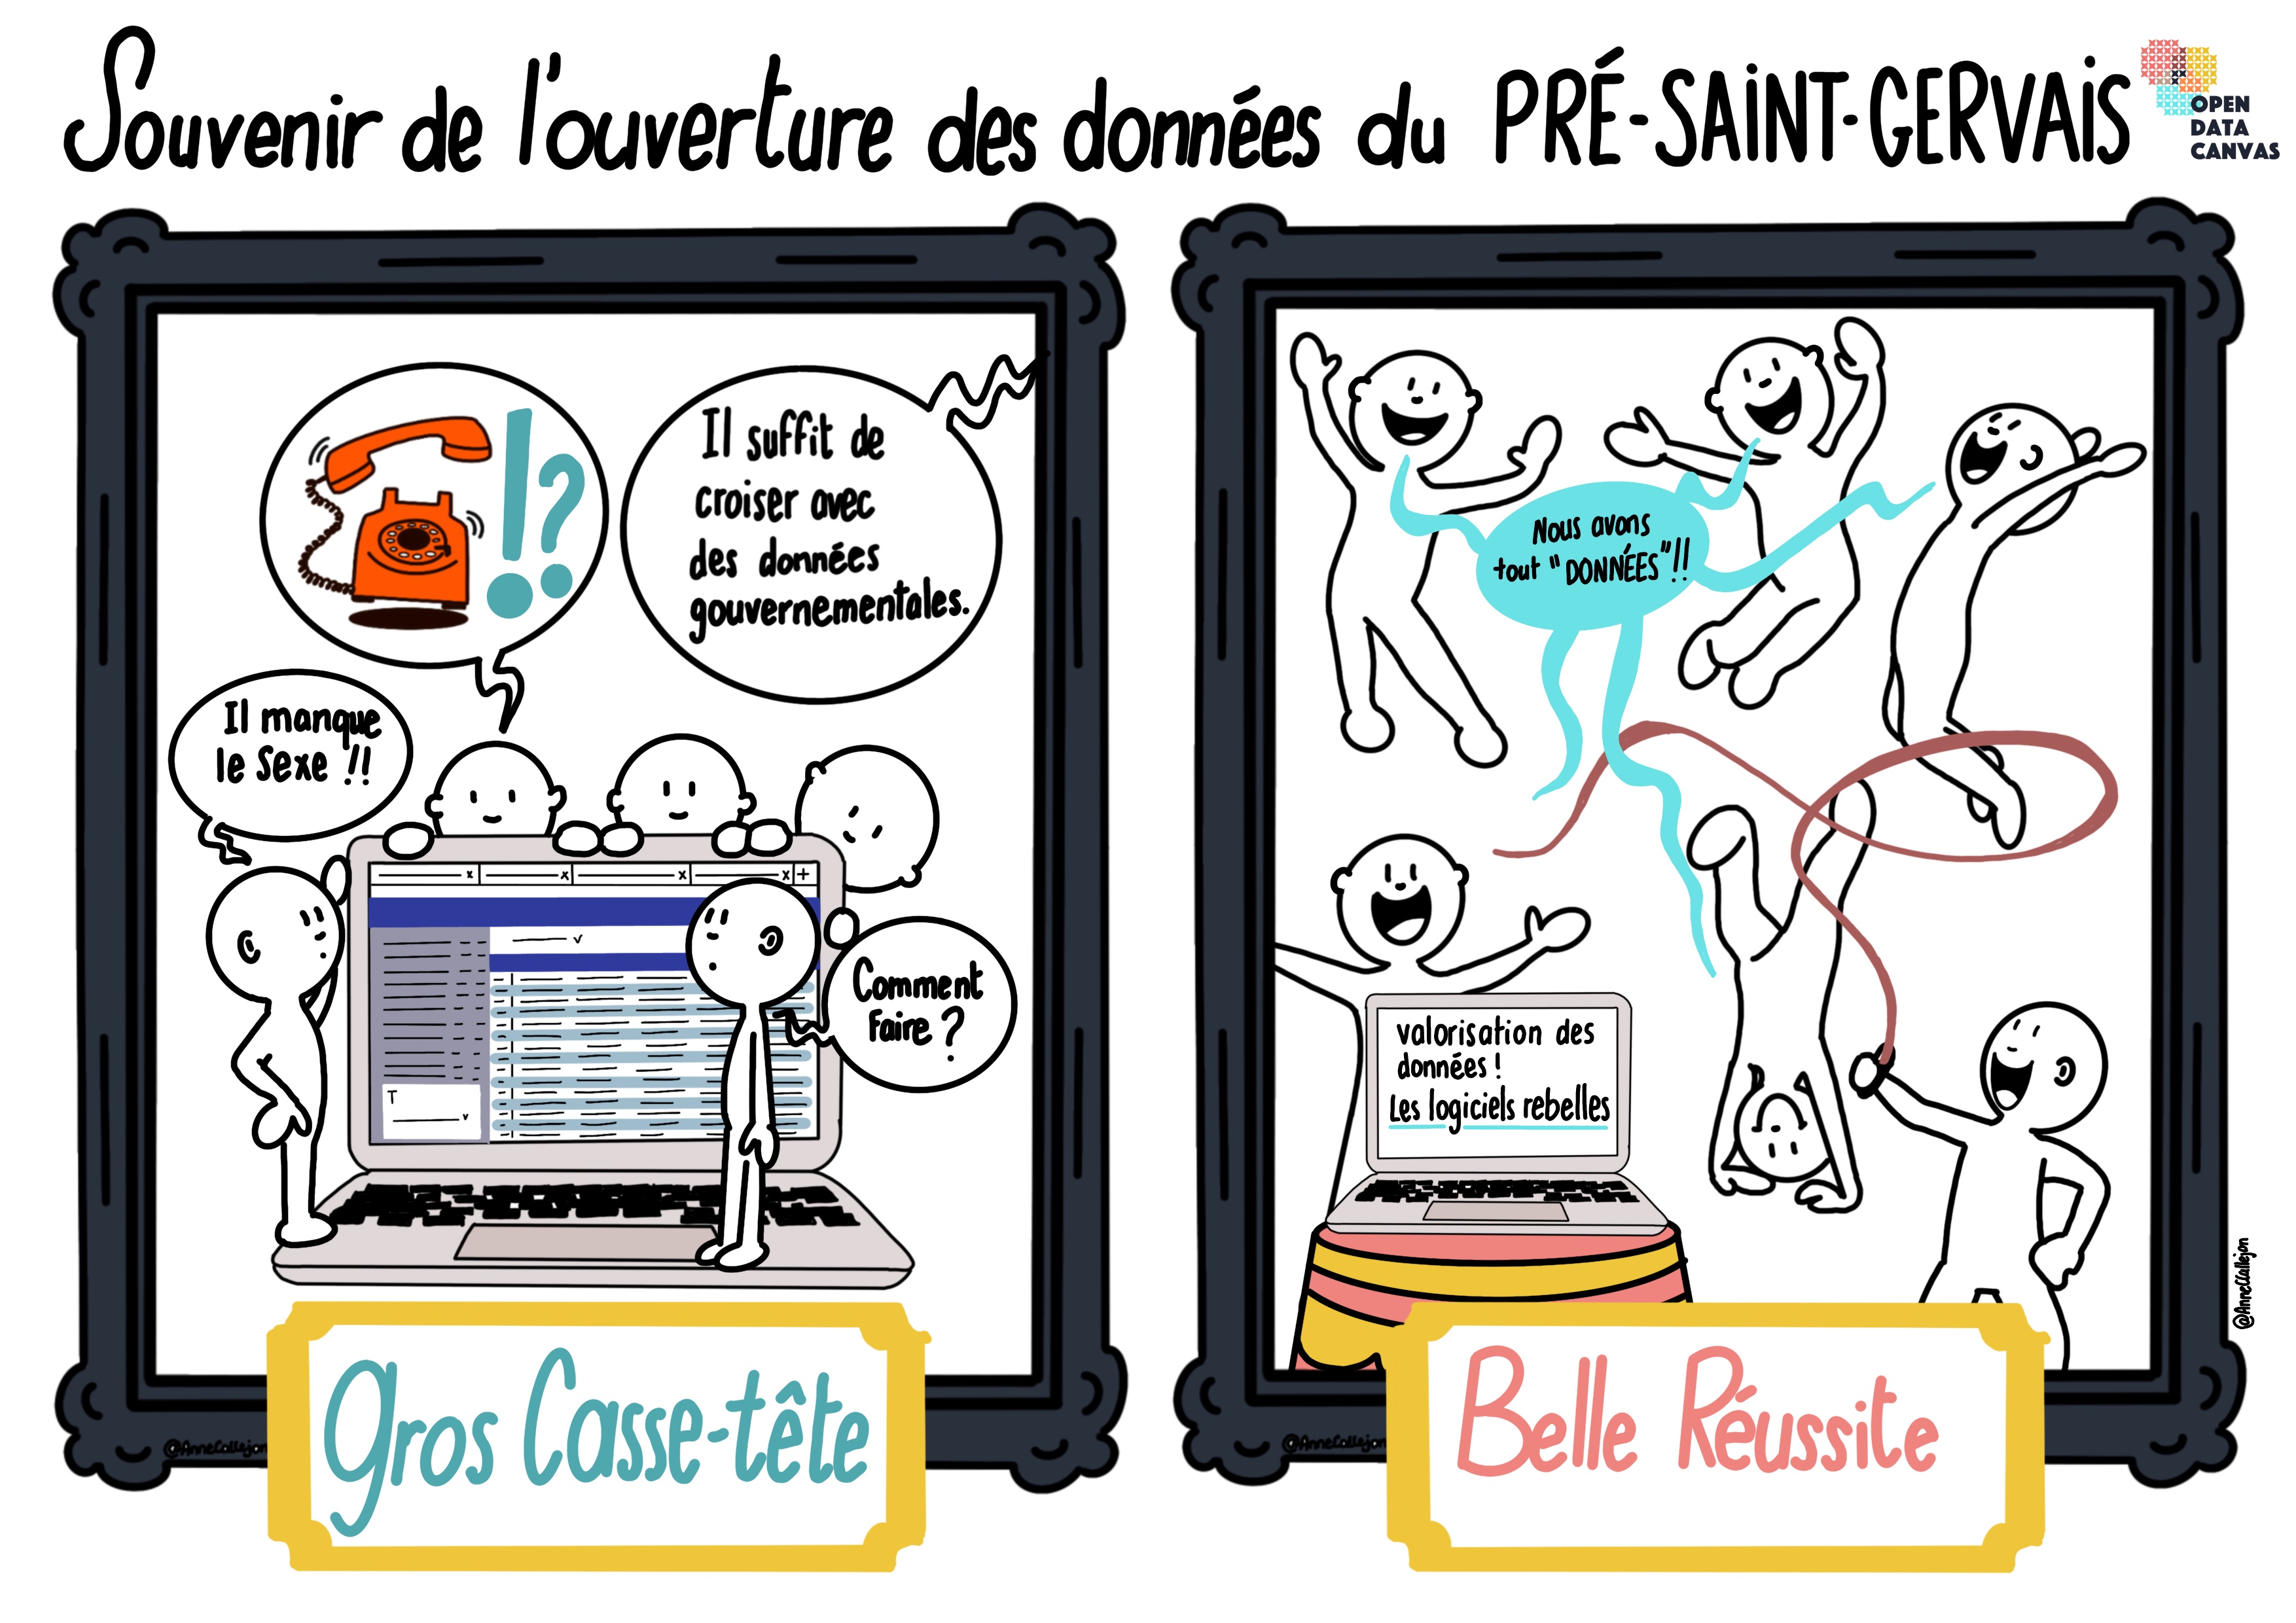 Souvenir de l'ouverture des données du PRÉ-SAINT-GERVAIS
OPEN
DATA
CANVAS
!?
Il suffit de
croiser avec
des données
gouvernementales.
Il manque
le sexe !!
x x x x +
v
T
v
Comment
faire ?
@AnneCallejon
Gros Casse-tête
Nous avons
tout "DONNÉES"!!
valorisation des
données !
Les logiciels rebelles
@AnneCallejon
Belle Réussite
@AnneCCallejon